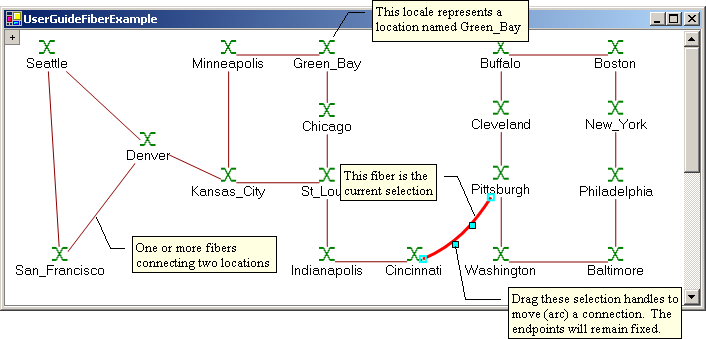 UserGuideFiberExample
This locale represents a
location named Green_Bay
+
Seattle
Minneapolis
Green_Bay
Buffalo
Boston
Chicago
Cleveland
New_York
Denver
This fiber is the
current selection
Kansas_City
St_Lou
Pittsburgh
Philadelphia
One or more fibers
connecting two locations
San_Francisco
Indianapolis
Cincinnati
Washington
Baltimore
Drag these selection handles to
move (arc) a connection. The
endpoints will remain fixed.